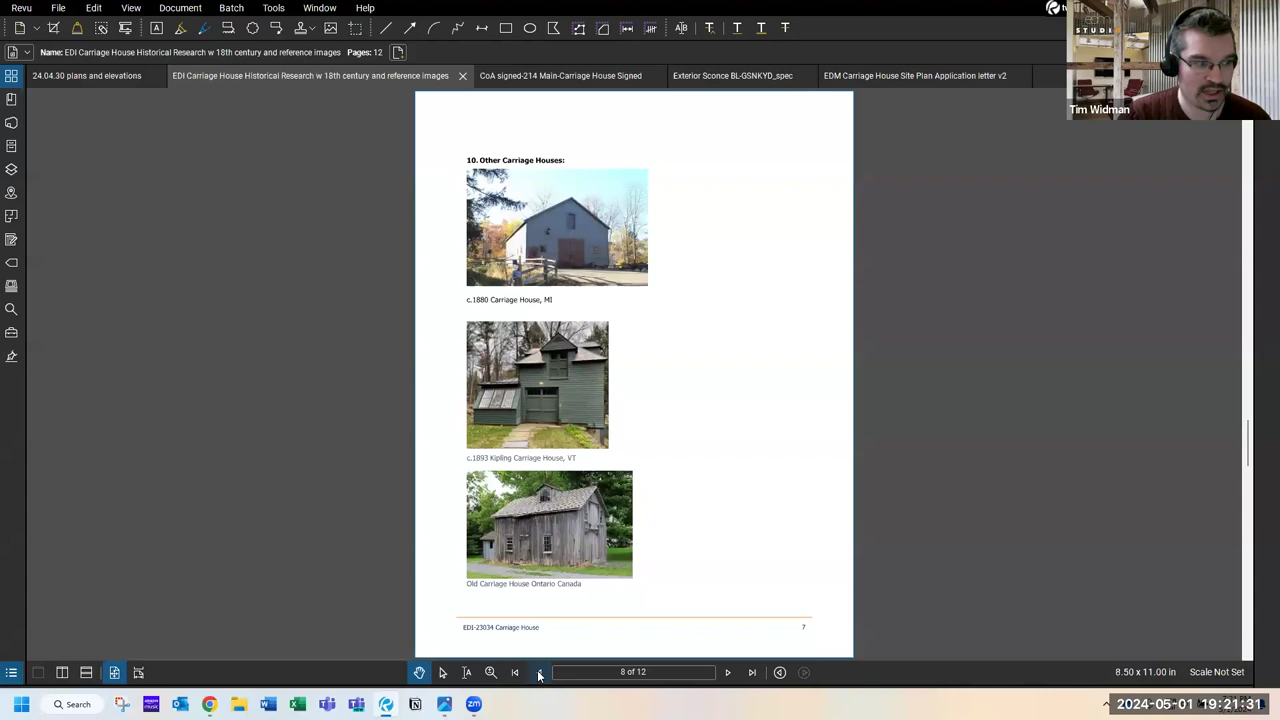 Revu File Edit View Document Batch Tools Window Help
Name: EDI Carriage House Historical Research w 18th century and reference images Pages: 12
24.04.30 plans and elevations
EDI Carriage House Historical Research w 18th century and reference images
CoA signed-214 Main-Carriage House Signed
Exterior Sconce BL-GSNKYD_spec
EDM Carriage House Site Plan Application letter v2
Tim Widman
10. Other Carriage Houses:
c.1880 Carriage House, MI
c.1893 Kipling Carriage House, VT
Old Carriage House Ontario Canada
EDI-23034 Carriage House 7
8 of 12
8.50 x 11.00 in Scale Not Set
Search
2024-05-01 19:21:31